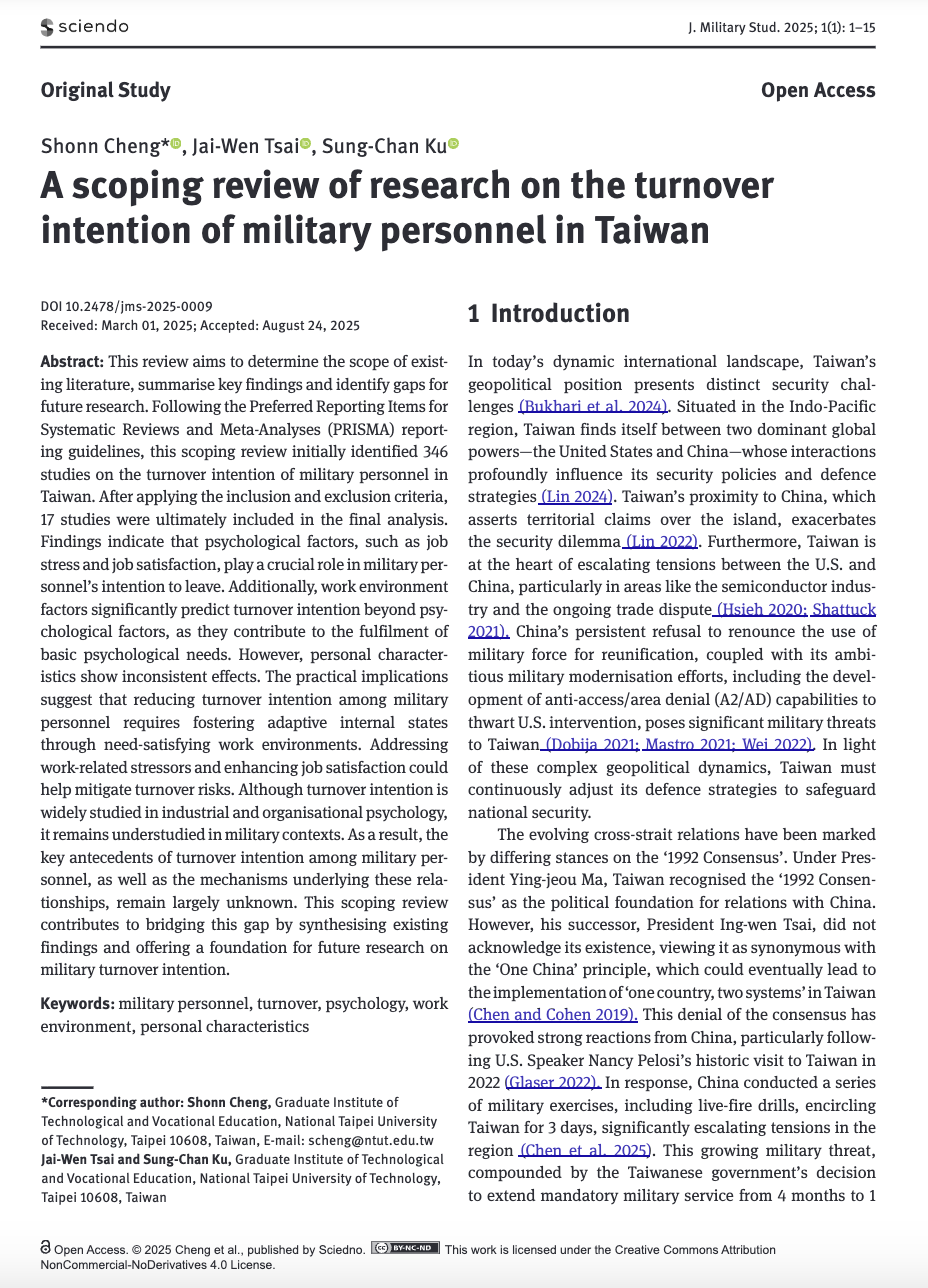 sciendo
J. Military Stud. 2025; 1(1): 1–15
Original Study
Open Access
Shonn Cheng*, Jai-Wen Tsai, Sung-Chan Ku
A scoping review of research on the turnover
intention of military personnel in Taiwan
DOI 10.2478/jms-2025-0009
Received: March 01, 2025; Accepted: August 24, 2025
Abstract: This review aims to determine the scope of exist-
ing literature, summarise key findings and identify gaps for
future research. Following the Preferred Reporting Items for
Systematic Reviews and Meta-Analyses (PRISMA) report-
ing guidelines, this scoping review initially identified 346
studies on the turnover intention of military personnel in
Taiwan. After applying the inclusion and exclusion criteria,
17 studies were ultimately included in the final analysis.
Findings indicate that psychological factors, such as job
stress and job satisfaction, play a crucial role in military per-
sonnel’s intention to leave. Additionally, work environment
factors significantly predict turnover intention beyond psy-
chological factors, as they contribute to the fulfilment of
basic psychological needs. However, personal character-
istics show inconsistent effects. The practical implications
suggest that reducing turnover intention among military
personnel requires fostering adaptive internal states
through need-satisfying work environments. Addressing
work-related stressors and enhancing job satisfaction could
help mitigate turnover risks. Although turnover intention is
widely studied in industrial and organisational psychology,
it remains understudied in military contexts. As a result, the
key antecedents of turnover intention among military per-
sonnel, as well as the mechanisms underlying these rela-
tionships, remain largely unknown. This scoping review
contributes to bridging this gap by synthesising existing
findings and offering a foundation for future research on
military turnover intention.
Keywords: military personnel, turnover, psychology, work
environment, personal characteristics
*Corresponding author: Shonn Cheng, Graduate Institute of
Technological and Vocational Education, National Taipei University
of Technology, Taipei 10608, Taiwan, E-mail: scheng@ntut.edu.tw
Jai-Wen Tsai and Sung-Chan Ku, Graduate Institute of Technological
and Vocational Education, National Taipei University of Technology,
Taipei 10608, Taiwan
1 Introduction
In today’s dynamic international landscape, Taiwan’s
geopolitical position presents distinct security chal-
lenges (Bukhari et al. 2024). Situated in the Indo-Pacific
region, Taiwan finds itself between two dominant global
powers—the United States and China—whose interactions
profoundly influence its security policies and defence
strategies (Lin 2024). Taiwan’s proximity to China, which
asserts territorial claims over the island, exacerbates
the security dilemma (Lin 2022). Furthermore, Taiwan is
at the heart of escalating tensions between the U.S. and
China, particularly in areas like the semiconductor indus-
try and the ongoing trade dispute (Hsieh 2020; Shattuck
2021). China’s persistent refusal to renounce the use of
military force for reunification, coupled with its ambi-
tious military modernisation efforts, including the devel-
opment of anti-access/area denial (A2/AD) capabilities to
thwart U.S. intervention, poses significant military threats
to Taiwan (Dobija 2021; Mastro 2021; Wei 2022). In light
of these complex geopolitical dynamics, Taiwan must
continuously adjust its defence strategies to safeguard
national security.
The evolving cross-strait relations have been marked
by differing stances on the ‘1992 Consensus’. Under Pres-
ident Ying-jeou Ma, Taiwan recognised the ‘1992 Consen-
sus’ as the political foundation for relations with China.
However, his successor, President Ing-wen Tsai, did not
acknowledge its existence, viewing it as synonymous with
the ‘One China’ principle, which could eventually lead to
the implementation of ‘one country, two systems’ in Taiwan
(Chen and Cohen 2019). This denial of the consensus has
provoked strong reactions from China, particularly follow-
ing U.S. Speaker Nancy Pelosi’s historic visit to Taiwan in
2022 (Glaser 2022). In response, China conducted a series
of military exercises, including live-fire drills, encircling
Taiwan for 3 days, significantly escalating tensions in the
region (Chen et al. 2025). This growing military threat,
compounded by the Taiwanese government’s decision
to extend mandatory military service from 4 months to 1
Open Access. © 2025 Cheng et al., published by Sciedno. (cc) BY-NC-ND This work is licensed under the Creative Commons Attribution
NonCommercial-NoDerivatives 4.0 License.